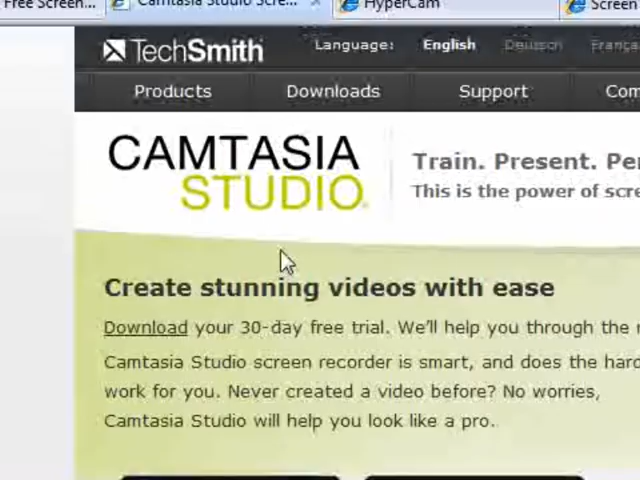 Free Screen... Camtasia Studio Scre... HyperCam Screen
TechSmith Language: English Deutsch França
Products Downloads Support Com
CAMTASIA
STUDIO
Train. Present. Pe
This is the power of scre
Create stunning videos with ease
Download your 30-day free trial. We'll help you through the
Camtasia Studio screen recorder is smart, and does the hard
work for you. Never created a video before? No worries,
Camtasia Studio will help you look like a pro.